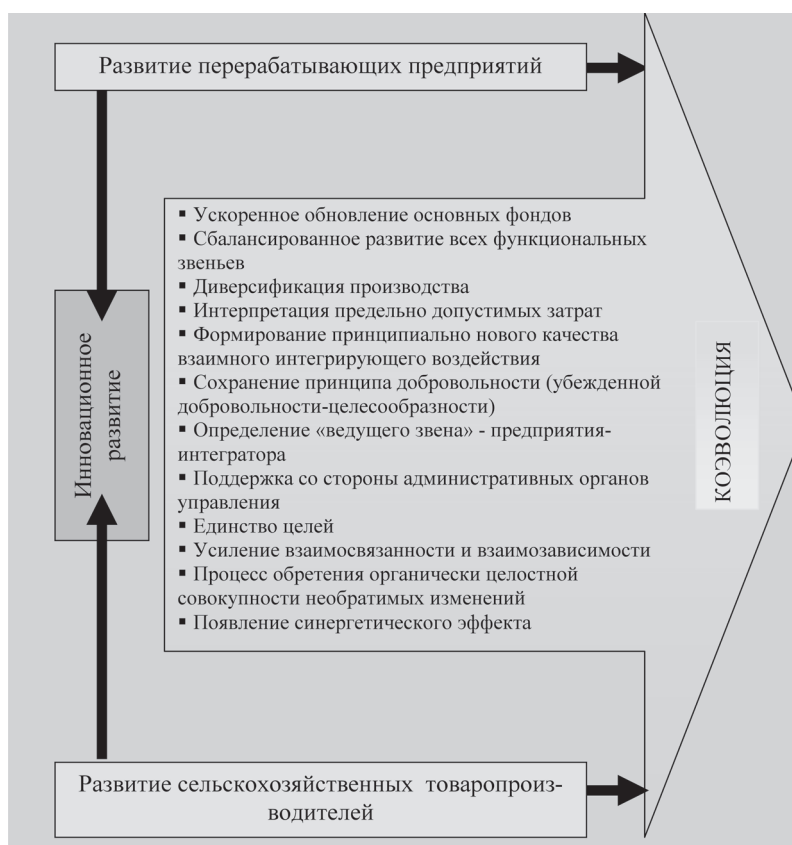 Развитие перерабатывающих предприятий
Инновационное
развитие
▪ Ускоренное обновление основных фондов
▪ Сбалансированное развитие всех функциональных
звеньев
▪ Диверсификация производства
▪ Интерпретация предельно допустимых затрат
▪ Формирование принципиально нового качества
взаимного интегрирующего воздействия
▪ Сохранение принципа добровольности (убежденной
добровольности-целесообразности)
▪ Определение «ведущего звена» - предприятия-
интегратора
▪ Поддержка со стороны административных органов
управления
▪ Единство целей
▪ Усиление взаимосвязанности и взаимозависимости
▪ Процесс обретения органически целостной
совокупности необратимых изменений
▪ Появление синергетического эффекта
КОЭВОЛЮЦИЯ
Развитие сельскохозяйственных товаропроиз-
водителей